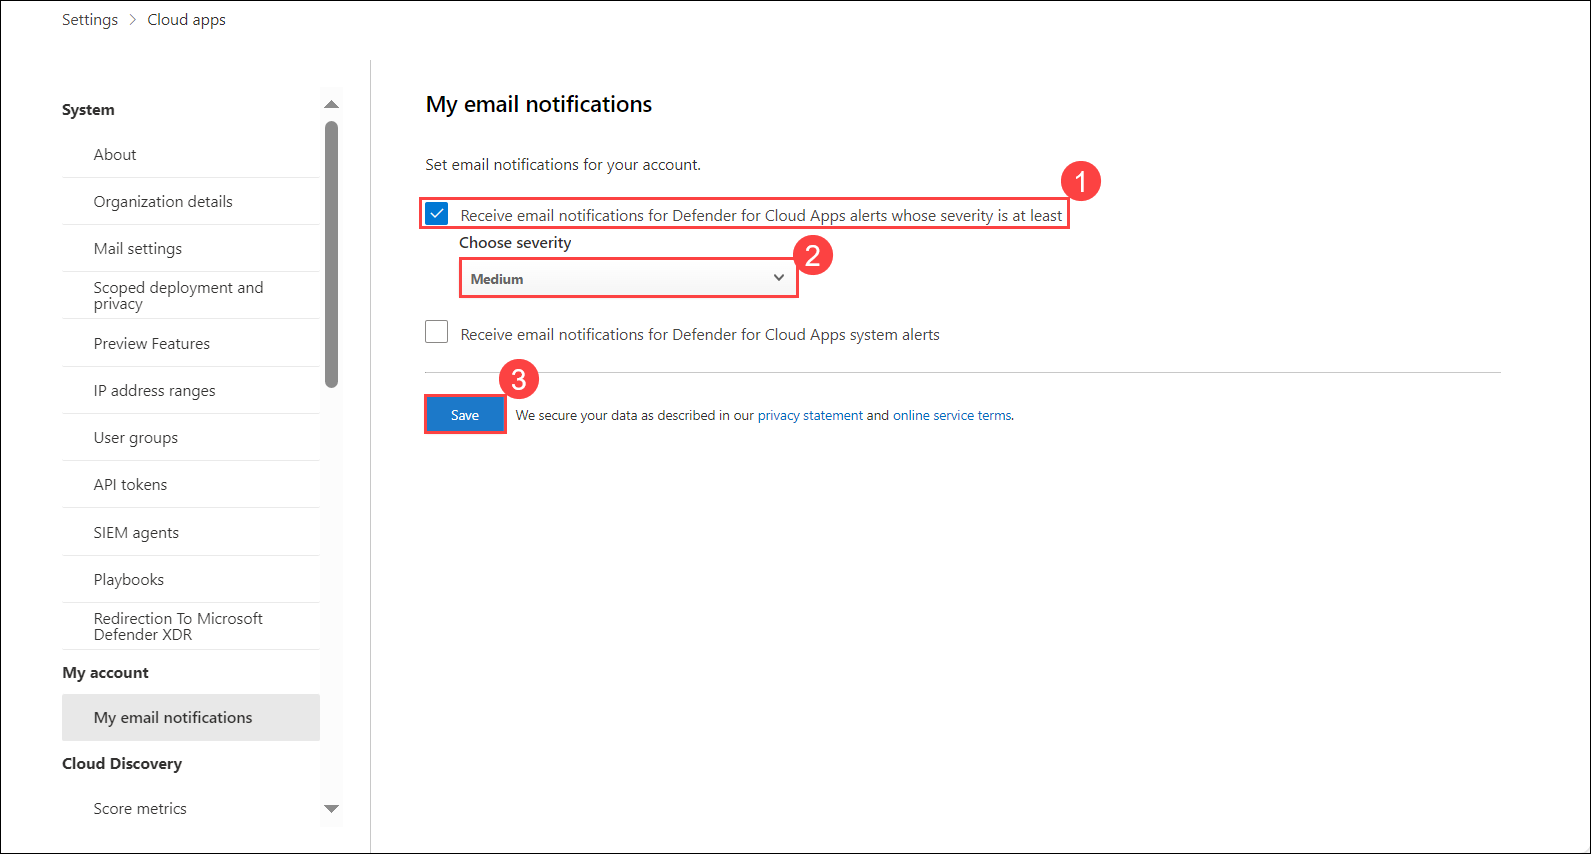 Settings > Cloud apps
System
About
Organization details
Mail settings
Scoped deployment and
privacy
Preview Features
IP address ranges
User groups
API tokens
SIEM agents
Playbooks
Redirection To Microsoft
Defender XDR
My account
My email notifications
Cloud Discovery
Score metrics
My email notifications
Set email notifications for your account.
1
Receive email notifications for Defender for Cloud Apps alerts whose severity is at least
Choose severity
2
Medium
Receive email notifications for Defender for Cloud Apps system alerts
3
Save We secure your data as described in our privacy statement and online service terms.